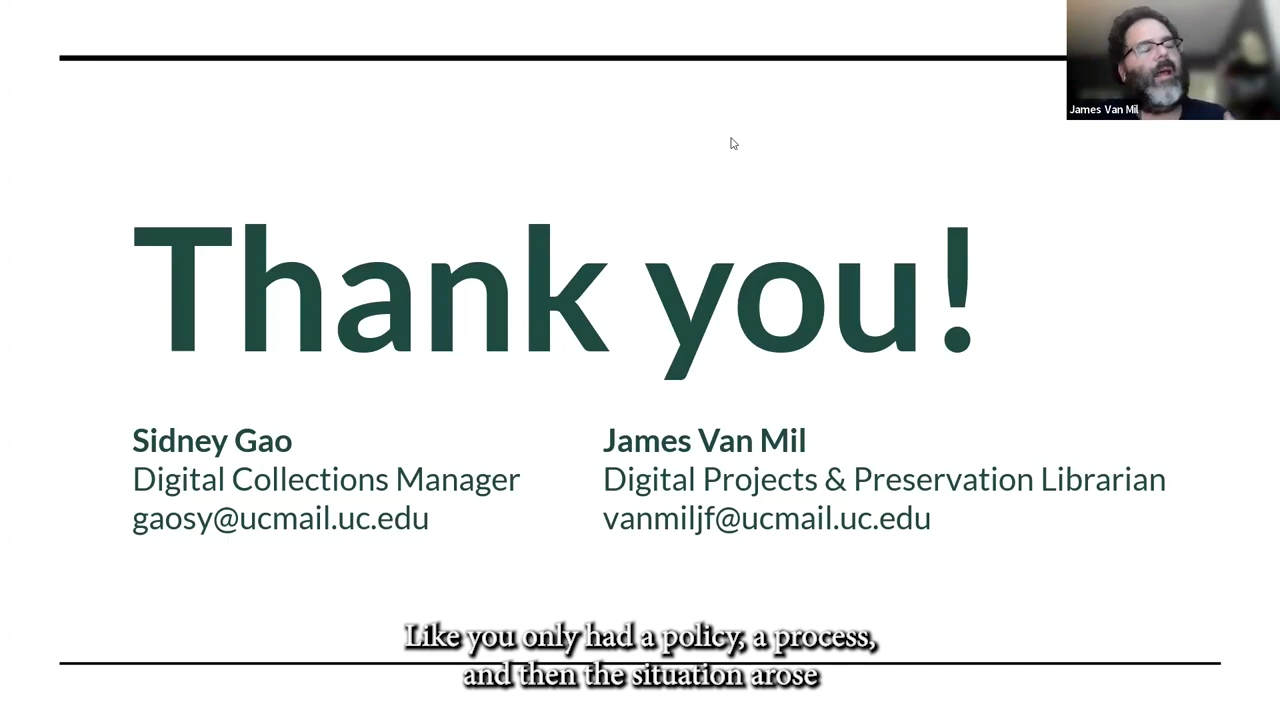 James Van Mil
Thank you!
Sidney Gao
Digital Collections Manager
gaosy@ucmail.uc.edu
James Van Mil
Digital Projects & Preservation Librarian
vanmiljf@ucmail.uc.edu
Like you only had a policy, a process,
and then the situation arose